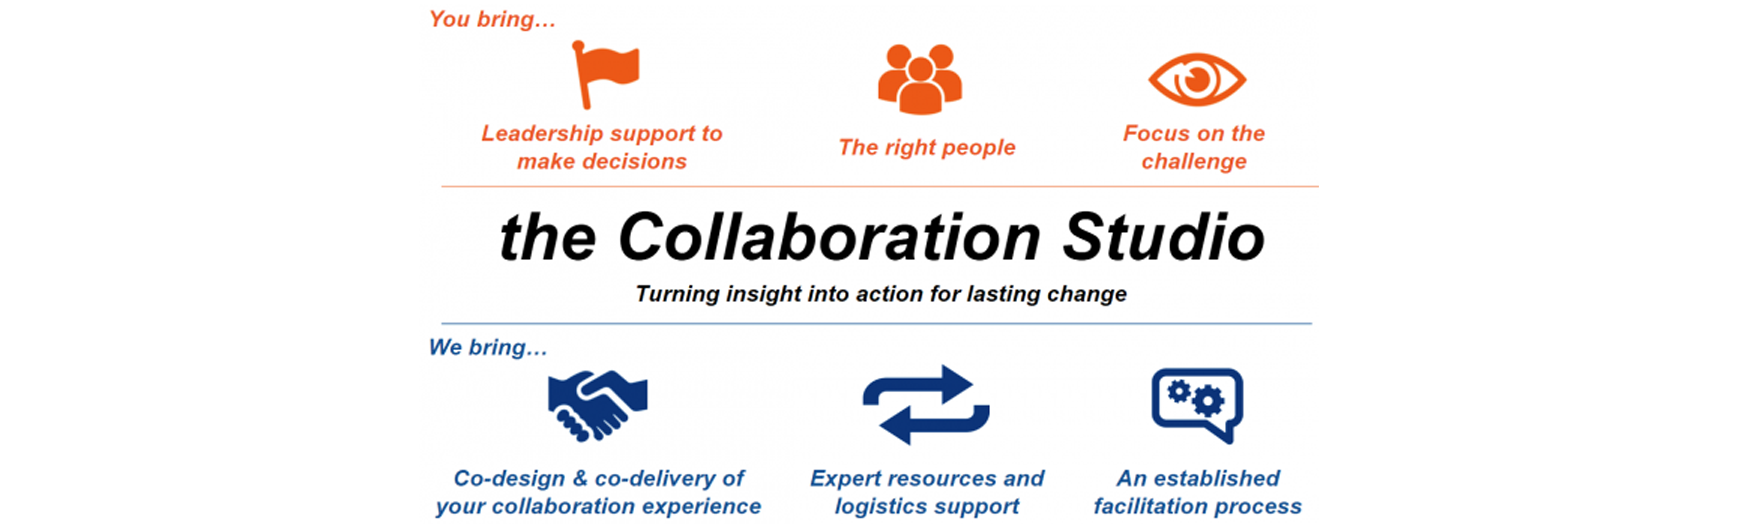 You bring…
Leadership support to
make decisions
The right people
Focus on the
challenge
the Collaboration Studio
Turning insight into action for lasting change
We bring…
Co-design & co-delivery of
your collaboration experience
Expert resources and
logistics support
An established
facilitation process